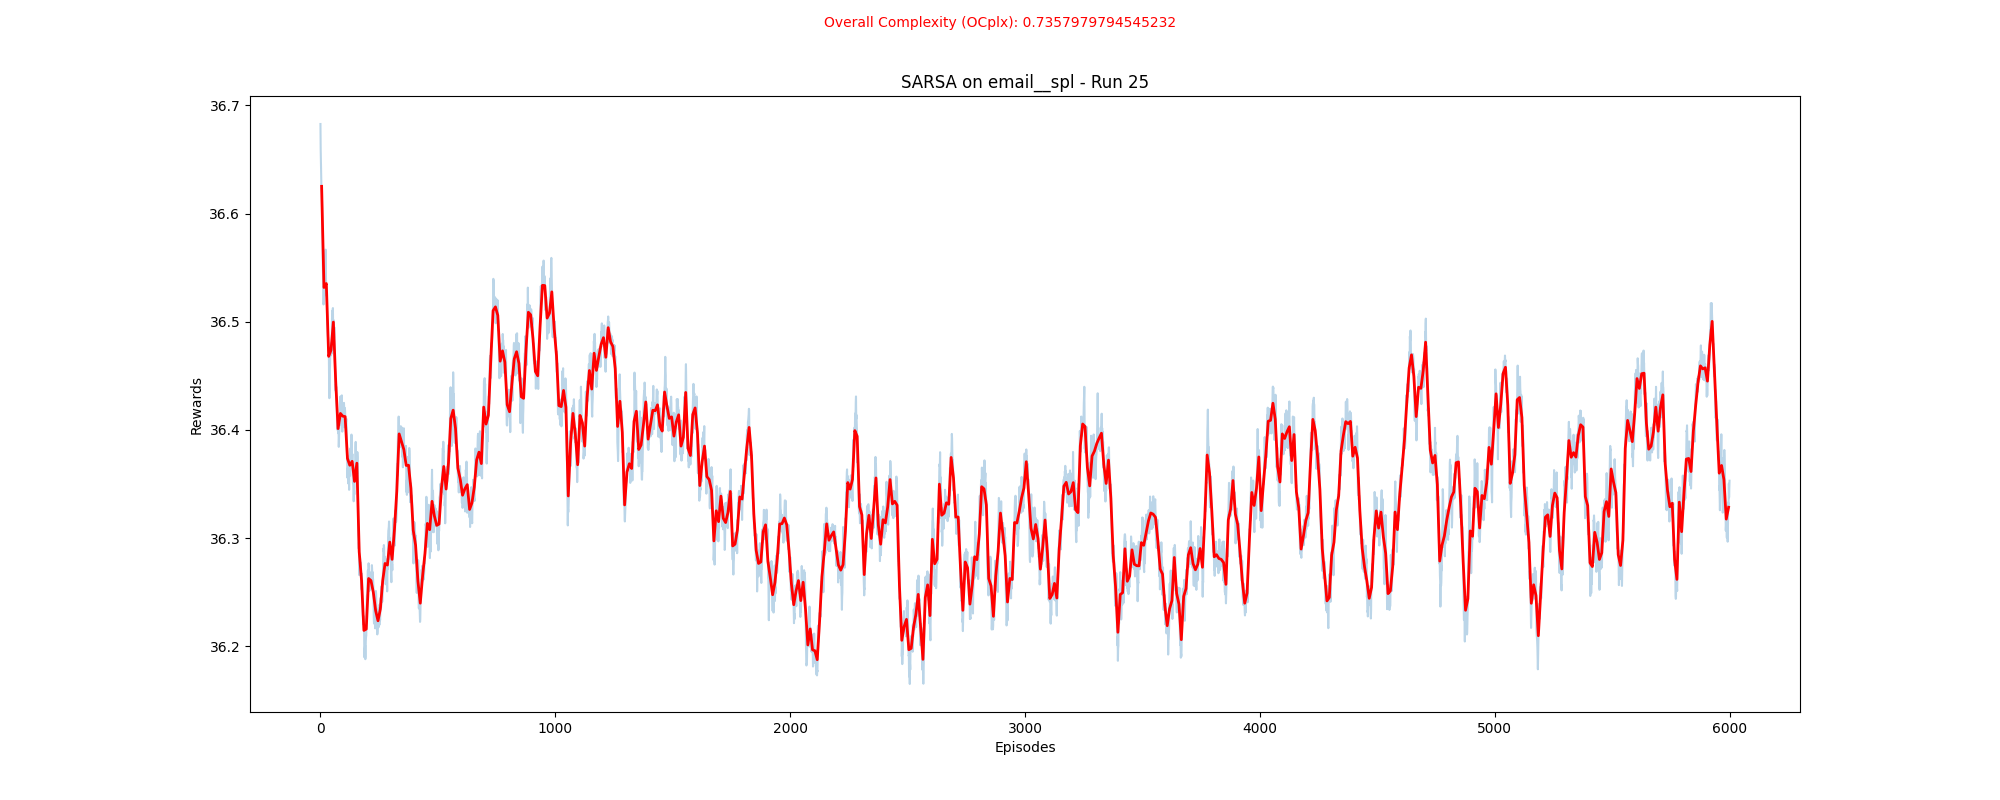 Overall Complexity (OCplx): 0.7357979794545232
SARSA on email__spl - Run 25
36.7
36.6
36.5
36.4
36.3
36.2
Rewards
0 1000 2000 3000 4000 5000 6000
Episodes